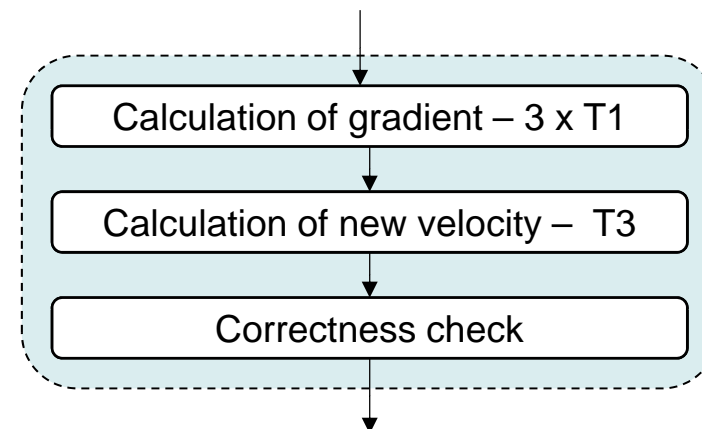 Calculation of gradient – 3 x T1
Calculation of new velocity – T3
Correctness check